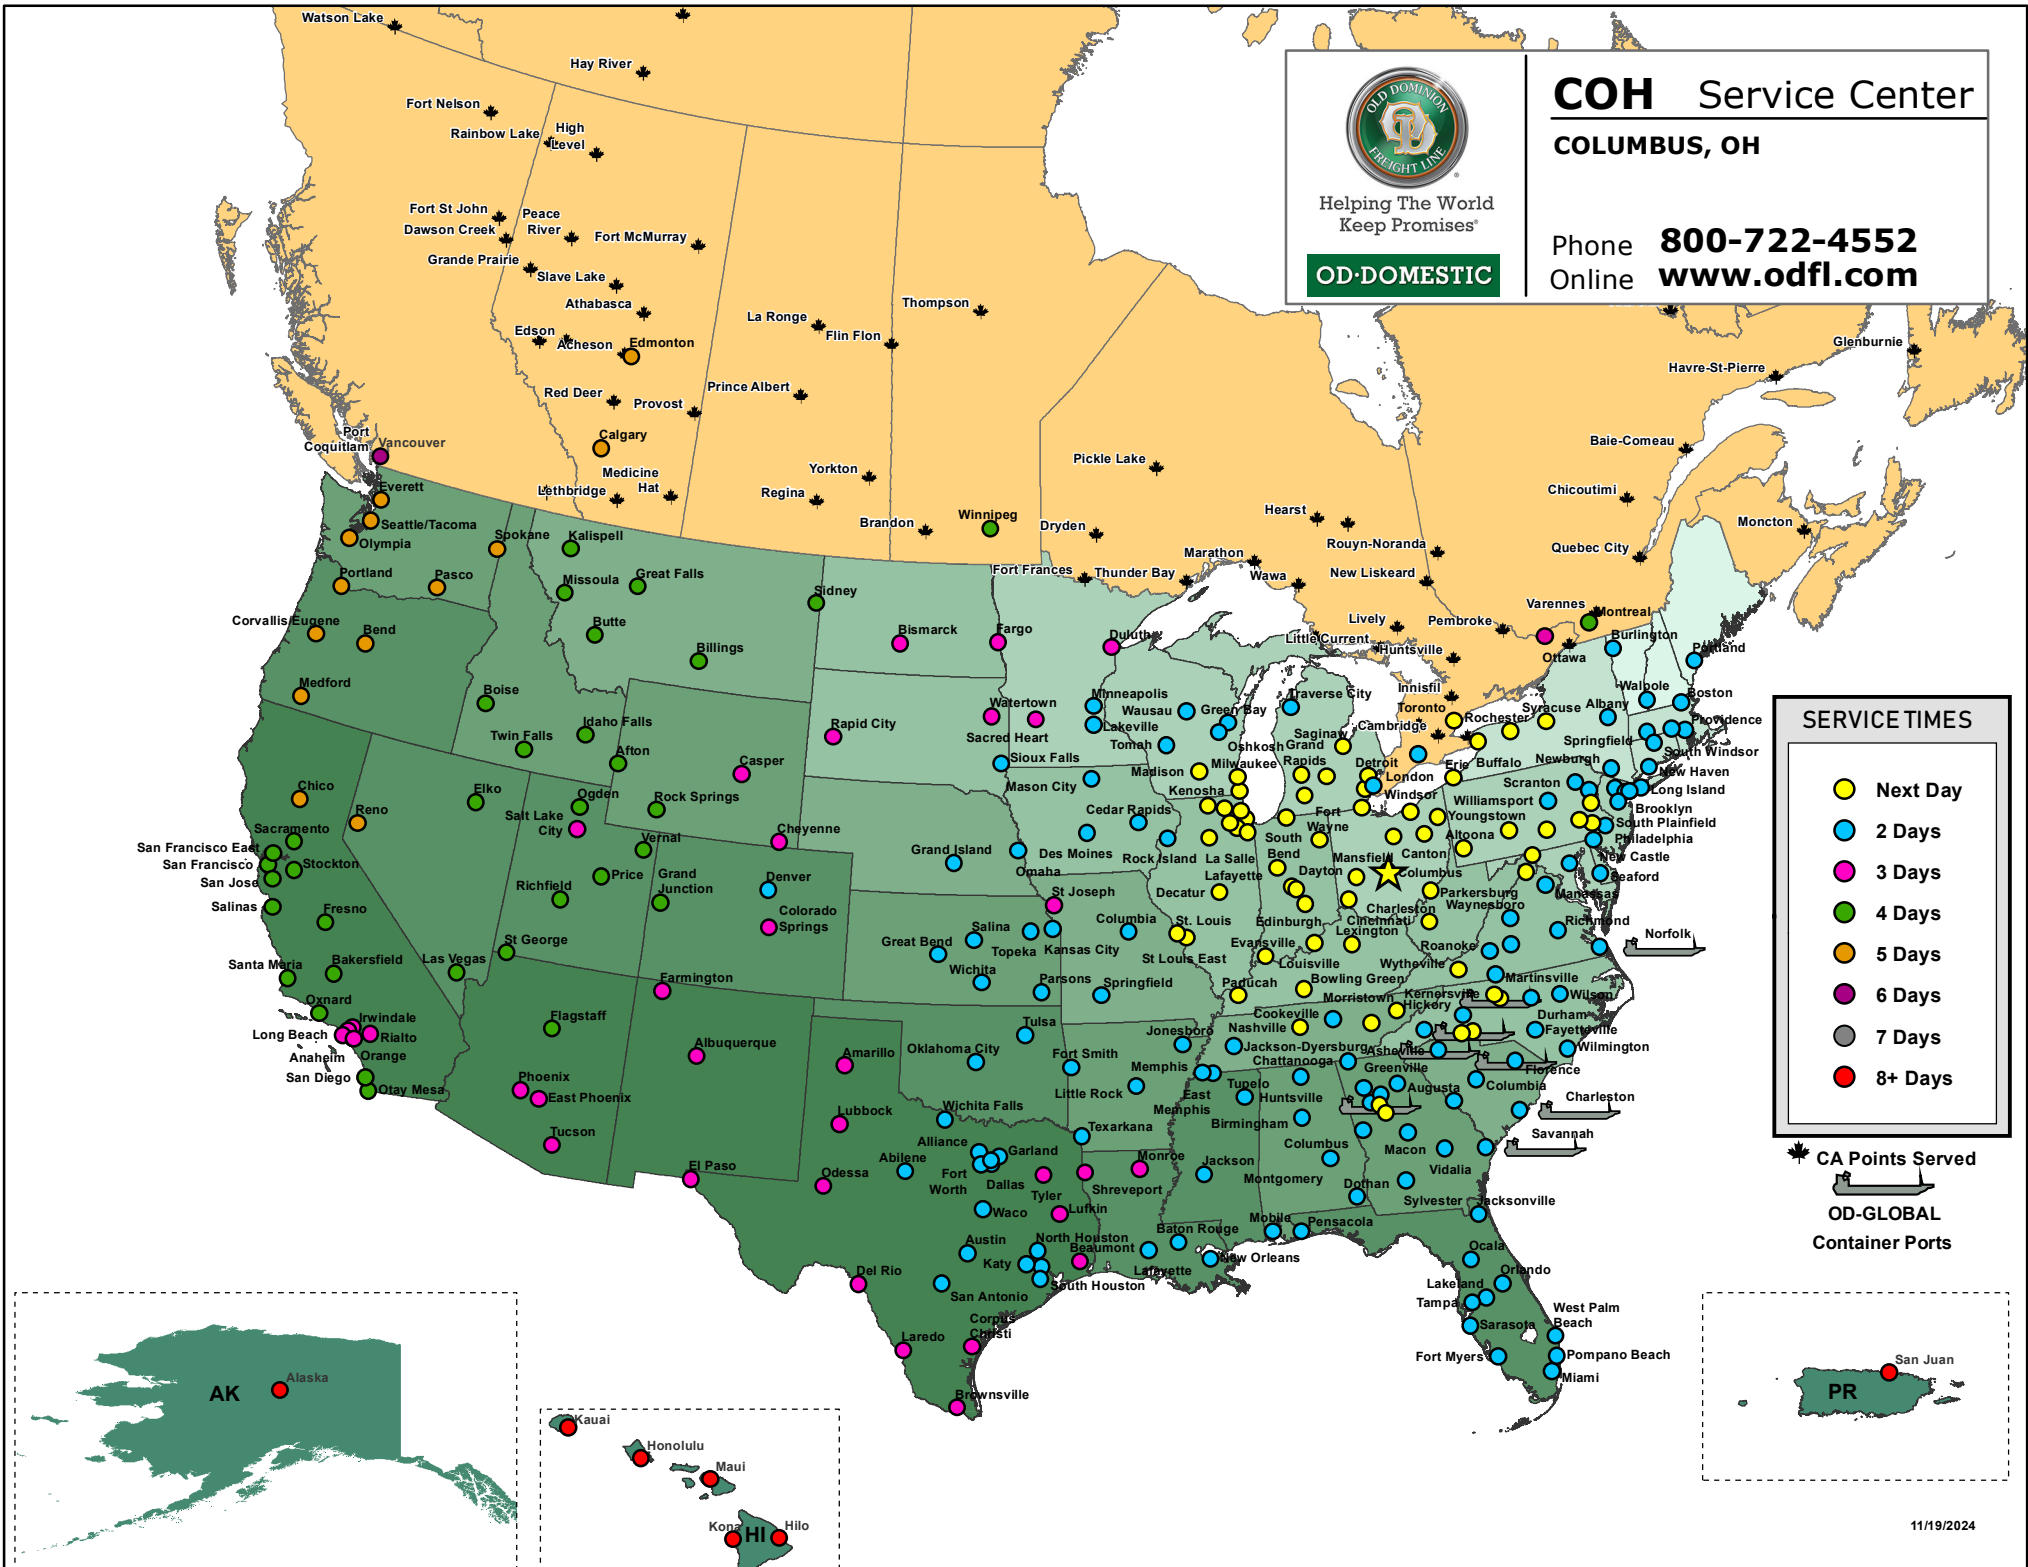 Watson Lake
Hay River
Fort Nelson
Rainbow Lake
High
Level
Fort St John
Dawson Creek
Peace
River
Fort McMurray
Grande Prairie
Slave Lake
Athabasca
Edson
Acheson
Edmonton
La Ronge
Flin Flon
Thompson
Red Deer
Provost
Prince Albert
Port
Coquitlam
Vancouver
Calgary
Medicine
Hat
Lethbridge
Yorkton
Regina
Brandon
Winnipeg
Pickle Lake
Dryden
Fort Frances
Thunder Bay
Marathon
Wawa
Hearst
Rouyn-Noranda
New Liskeard
Lively
Little Current
Pembroke
Huntsville
Varennes
Montreal
Ottawa
Innisfil
Toronto
Cambridge
London
Windsor
Glenburnie
Havre-St-Pierre
Baie-Comeau
Chicoutimi
Quebec City
Moncton
OLD DOMINION
FREIGHT LINE
Helping The World
Keep Promises®
OD·DOMESTIC
COH Service Center
COLUMBUS, OH
Phone 800-722-4552
Online www.odfl.com
Everett
Seattle/Tacoma
Olympia
Spokane
Portland
Pasco
Corvallis/Eugene
Bend
Medford
Kalispell
Missoula
Great Falls
Butte
Billings
Sidney
Boise
Idaho Falls
Twin Falls
Afton
Casper
Rock Springs
Cheyenne
Bismarck
Fargo
Duluth
Rapid City
Watertown
Sacred Heart
Sioux Falls
Minneapolis
Lakeville
Wausau
Green Bay
Tomah
Oshkosh
Madison
Milwaukee
Kenosha
Traverse City
Saginaw
Grand
Rapids
Detroit
Mason City
Cedar Rapids
Des Moines
Rock Island
Omaha
Grand Island
Chico
Reno
Elko
Ogden
Salt Lake
City
Vernal
Sacramento
San Francisco East
San Francisco
Stockton
San Jose
Salinas
Fresno
Richfield
Price
Grand
Junction
Denver
Colorado
Springs
St George
Las Vegas
Santa Maria
Bakersfield
Oxnard
Irwindale
Long Beach
Rialto
Anaheim
Orange
San Diego
Otay Mesa
Farmington
Flagstaff
Albuquerque
Phoenix
East Phoenix
Tucson
El Paso
Amarillo
Lubbock
Odessa
Great Bend
Salina
Topeka
Kansas City
Wichita
Parsons
St Joseph
Columbia
St. Louis
St Louis East
Springfield
Oklahoma City
Tulsa
Fort Smith
Little Rock
Jonesboro
Wichita Falls
Abilene
Alliance
Fort
Worth
Garland
Dallas
Texarkana
Tyler
Shreveport
Monroe
Lufkin
Waco
Austin
North Houston
Beaumont
Katy
South Houston
San Antonio
Del Rio
Laredo
Corpus
Christi
Brownsville
La Salle
Decatur
South
Bend
Fort
Wayne
Lafayette
Edinburgh
Evansville
Dayton
Mansfield
Canton
Columbus
Cincinnati
Youngstown
Parkersburg
Charleston
Louisville
Lexington
Bowling Green
Paducah
Nashville
Cookeville
Morristown
Jackson-Dyersburg
Chattanooga
Memphis
East
Memphis
Tupelo
Huntsville
Birmingham
Montgomery
Dothan
Mobile
Pensacola
Jackson
Baton Rouge
Lafayette
New Orleans
Rochester
Syracuse
Albany
Buffalo
Erie
Burlington
Portland
Walpole
Boston
Providence
Springfield
South Windsor
New Haven
Newburgh
Long Island
Brooklyn
South Plainfield
Scranton
Williamsport
Altoona
Philadelphia
New Castle
Seaford
Manassas
Waynesboro
Richmond
Norfolk
Roanoke
Wytheville
Martinsville
Kernersville
Hickory
Wilson
Durham
Fayetteville
Wilmington
Asheville
Greenville
Florence
Columbia
Augusta
Charleston
Savannah
Columbus
Macon
Vidalia
Sylvester
Jacksonville
Ocala
Orlando
Lakeland
Tampa
Sarasota
Fort Myers
West Palm
Beach
Pompano Beach
Miami
SERVICE TIMES
Next Day
2 Days
3 Days
4 Days
5 Days
6 Days
7 Days
8+ Days
CA Points Served
OD-GLOBAL
Container Ports
AK
Alaska
Kauai
Honolulu
Maui
Kona
HI
Hilo
PR
San Juan
11/19/2024